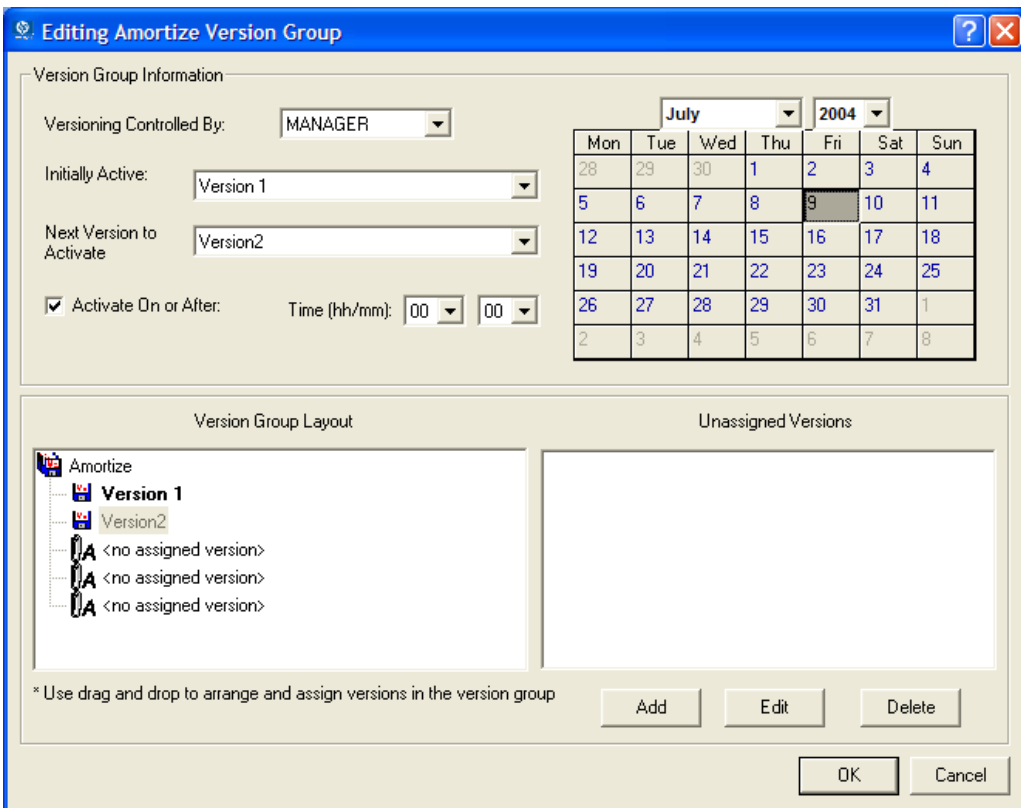 Editing Amortize Version Group
Version Group Information
Versioning Controlled By: MANAGER
Initially Active: Version 1
Next Version to
Activate
Version2
Activate On or After: Time (hh/mm): 00 00
July 2004
Mon Tue Wed Thu Fri Sat Sun
28 29 30 1 2 3 4
5 6 7 8 9 10 11
12 13 14 15 16 17 18
19 20 21 22 23 24 25
26 27 28 29 30 31 1
2 3 4 5 6 7 8
Version Group Layout
Amortize
Version 1
Version2
<no assigned version>
<no assigned version>
<no assigned version>
Unassigned Versions
* Use drag and drop to arrange and assign versions in the version group
Add Edit Delete
OK Cancel